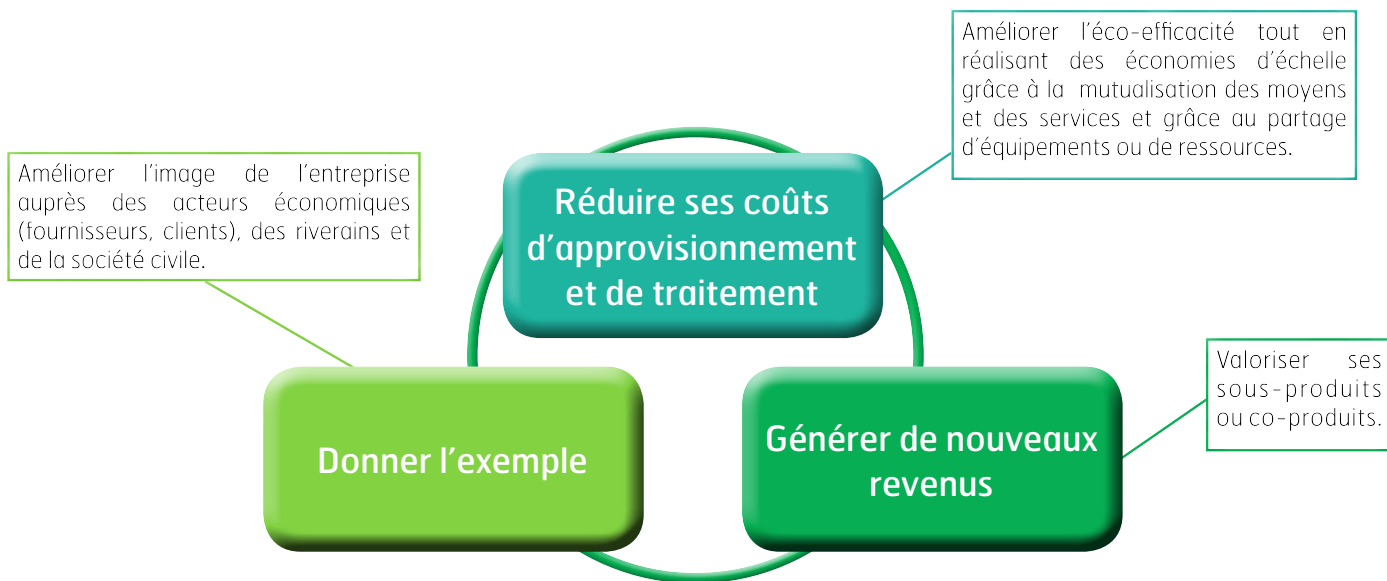 Améliorer l'éco-efficacité tout en
réalisant des économies d'échelle
grâce à la mutualisation des moyens
et des services et grâce au partage
d'équipements ou de ressources.
Améliorer l'image de l'entreprise
auprès des acteurs économiques
(fournisseurs, clients), des riverains et
de la société civile.
Réduire ses coûts
d'approvisionnement
et de traitement
Valoriser ses
sous-produits
ou co-produits.
Donner l'exemple
Générer de nouveaux
revenus